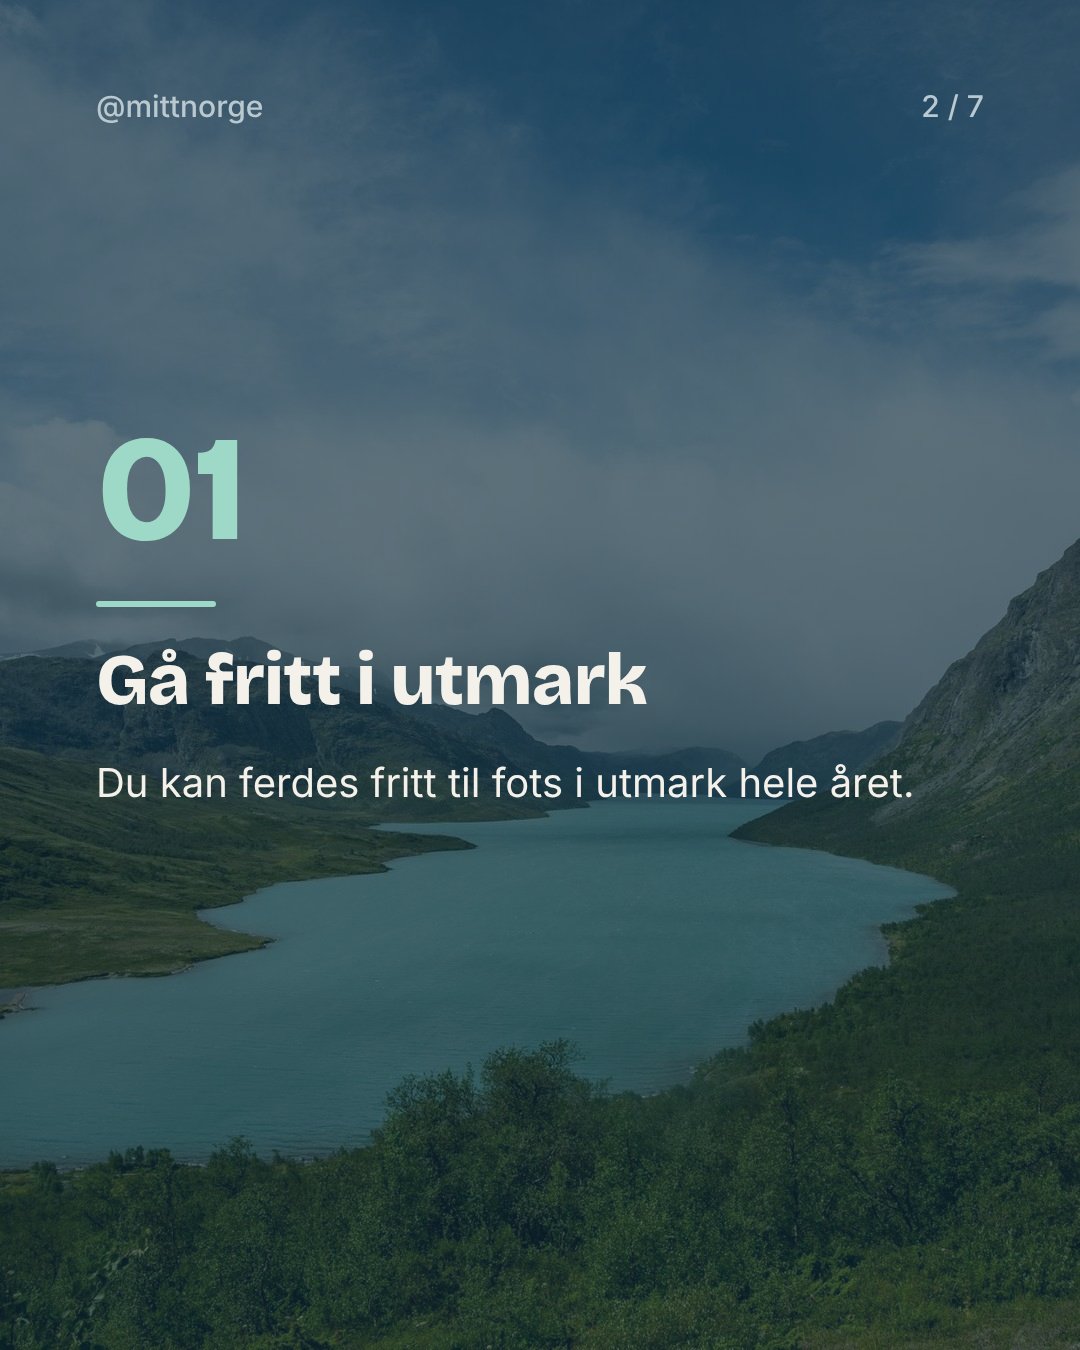 @mittnorge
2 / 7
01
Gå fritt i utmark
Du kan ferdes fritt til fots i utmark hele året.